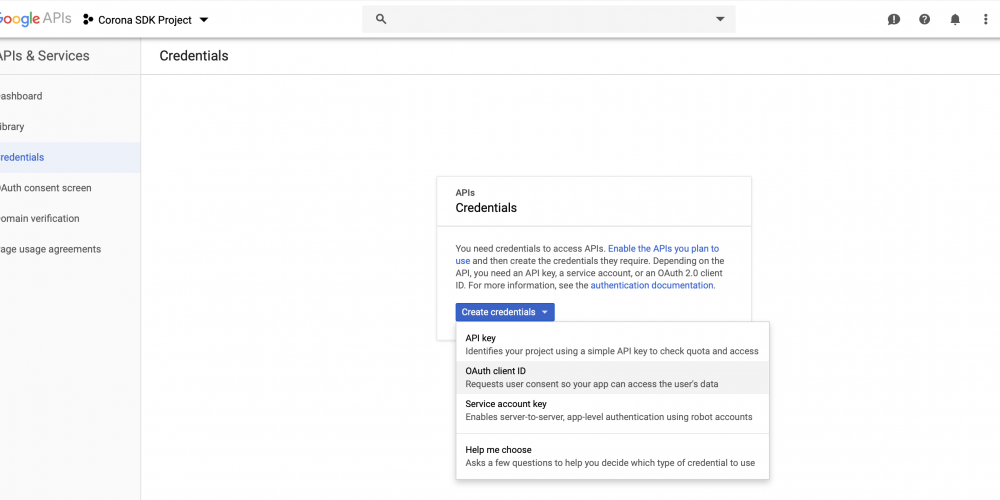 Google APIs
Corona SDK Project
APIs & Services
Credentials
ashboard
ibrary
redentials
Auth consent screen
omain verification
age usage agreements
APIs
Credentials
You need credentials to access APIs. Enable the APIs you plan to
use and then create the credentials they require. Depending on the
API, you need an API key, a service account, or an OAuth 2.0 client
ID. For more information, see the authentication documentation.
Create credentials
API key
Identifies your project using a simple API key to check quota and access
OAuth client ID
Requests user consent so your app can access the user's data
Service account key
Enables server-to-server, app-level authentication using robot accounts
Help me choose
Asks a few questions to help you decide which type of credential to use